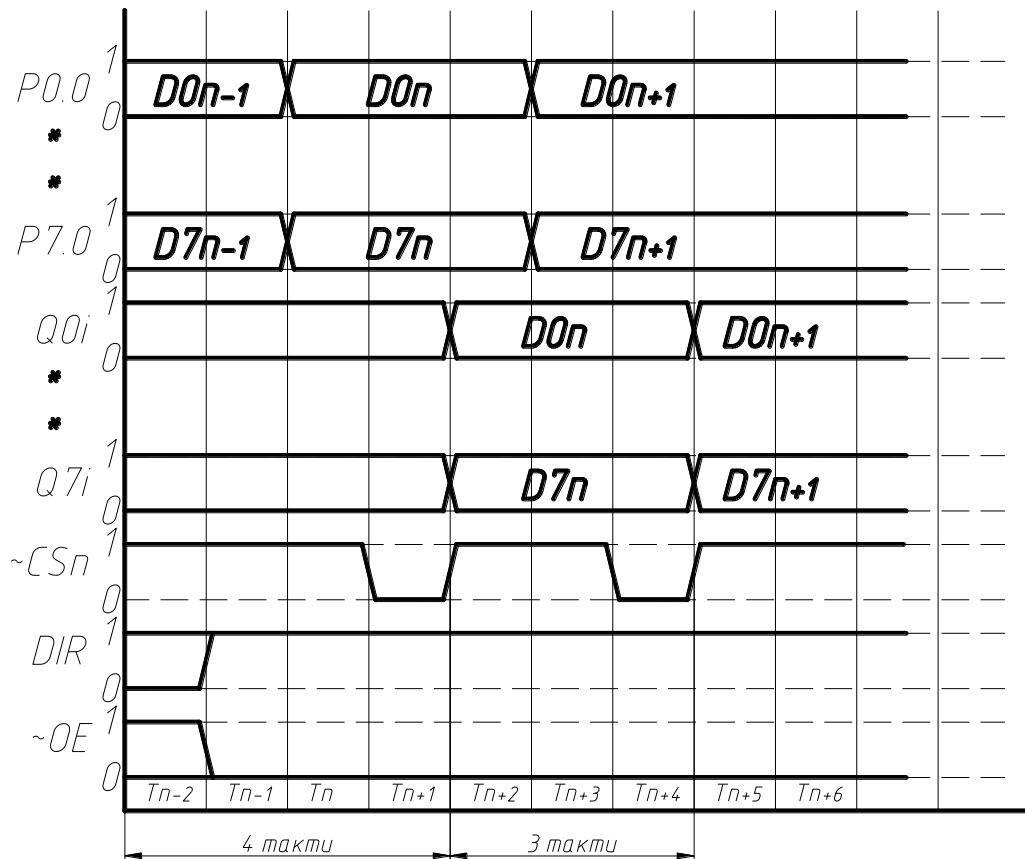 1
P0.0 D0n-1 D0n D0n+1
0
*
*
1
P7.0 D7n-1 D7n D7n+1
0
1
Q0i D0n D0n+1
0
*
*
1
Q7i D7n D7n+1
0
1
~CSn
0
1
DIR
0
1
~OE
0
Tn-2 Tn-1 Tn Tn+1 Tn+2 Tn+3 Tn+4 Tn+5 Tn+6
4 такти 3 такти